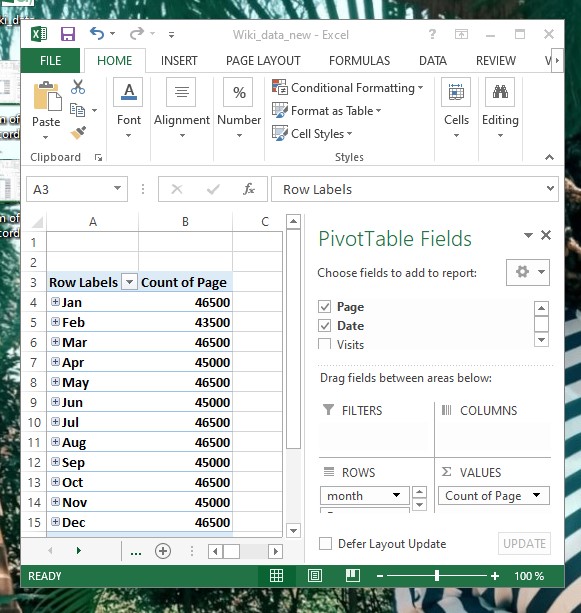 Wiki_data_new - Excel
FILE HOME INSERT PAGE LAYOUT FORMULAS DATA REVIEW
Paste Font Alignment % Number Conditional Formatting
Format as Table
Cell Styles
Cells Editing
Clipboard Styles
A3 fx Row Labels
A B C
1
2
3 Row Labels Count of Page
4 Jan 46500
5 Feb 43500
6 Mar 46500
7 Apr 45000
8 May 46500
9 Jun 45000
10 Jul 46500
11 Aug 46500
12 Sep 45000
13 Oct 46500
14 Nov 45000
15 Dec 46500
...
PivotTable Fields
Choose fields to add to report:
Page
Date
Visits
Drag fields between areas below:
FILTERS COLUMNS
ROWS Σ VALUES
month Count of Page
Defer Layout Update UPDATE
READY 100 %